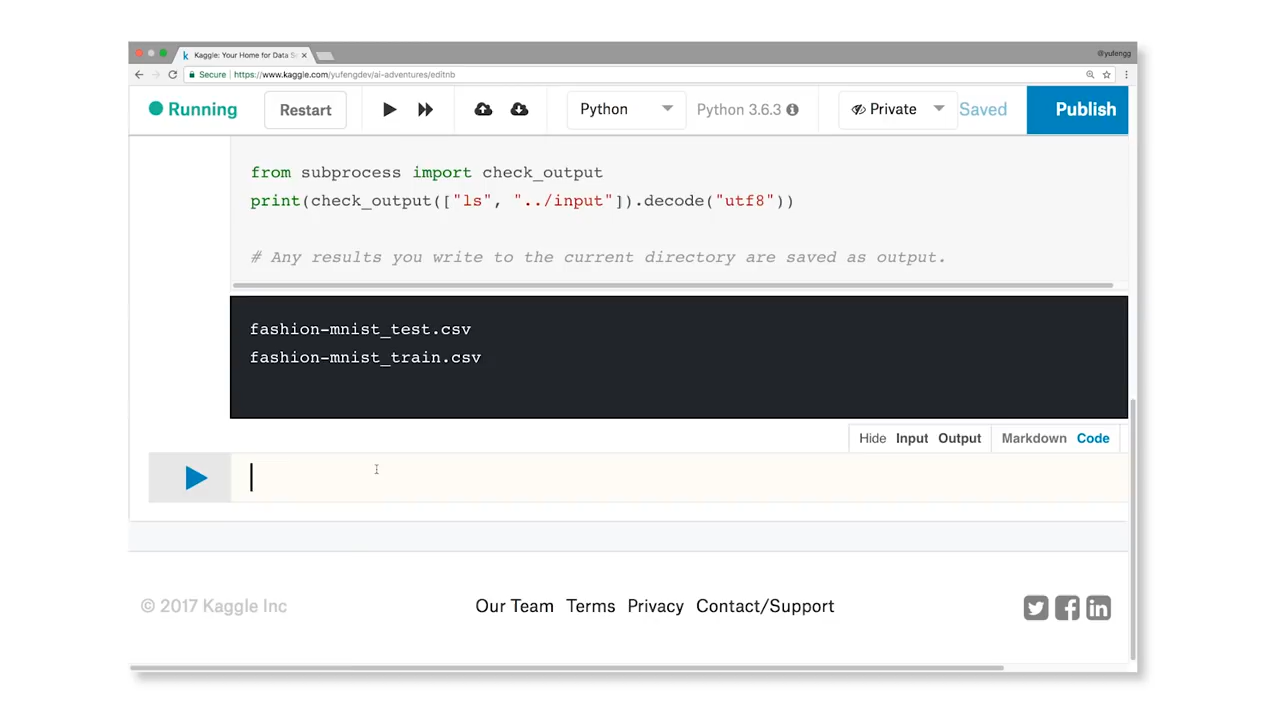 Kaggle: Your Home for Data S
@yufengg
Secure https://www.kaggle.com/yufengdev/ai-adventures/editnb
Running Restart Python Python 3.6.3 Private Saved Publish
from subprocess import check_output
print(check_output(["ls", "../input"]).decode("utf8"))
# Any results you write to the current directory are saved as output.
fashion-mnist_test.csv
fashion-mnist_train.csv
Hide Input Output Markdown Code
© 2017 Kaggle Inc Our Team Terms Privacy Contact/Support